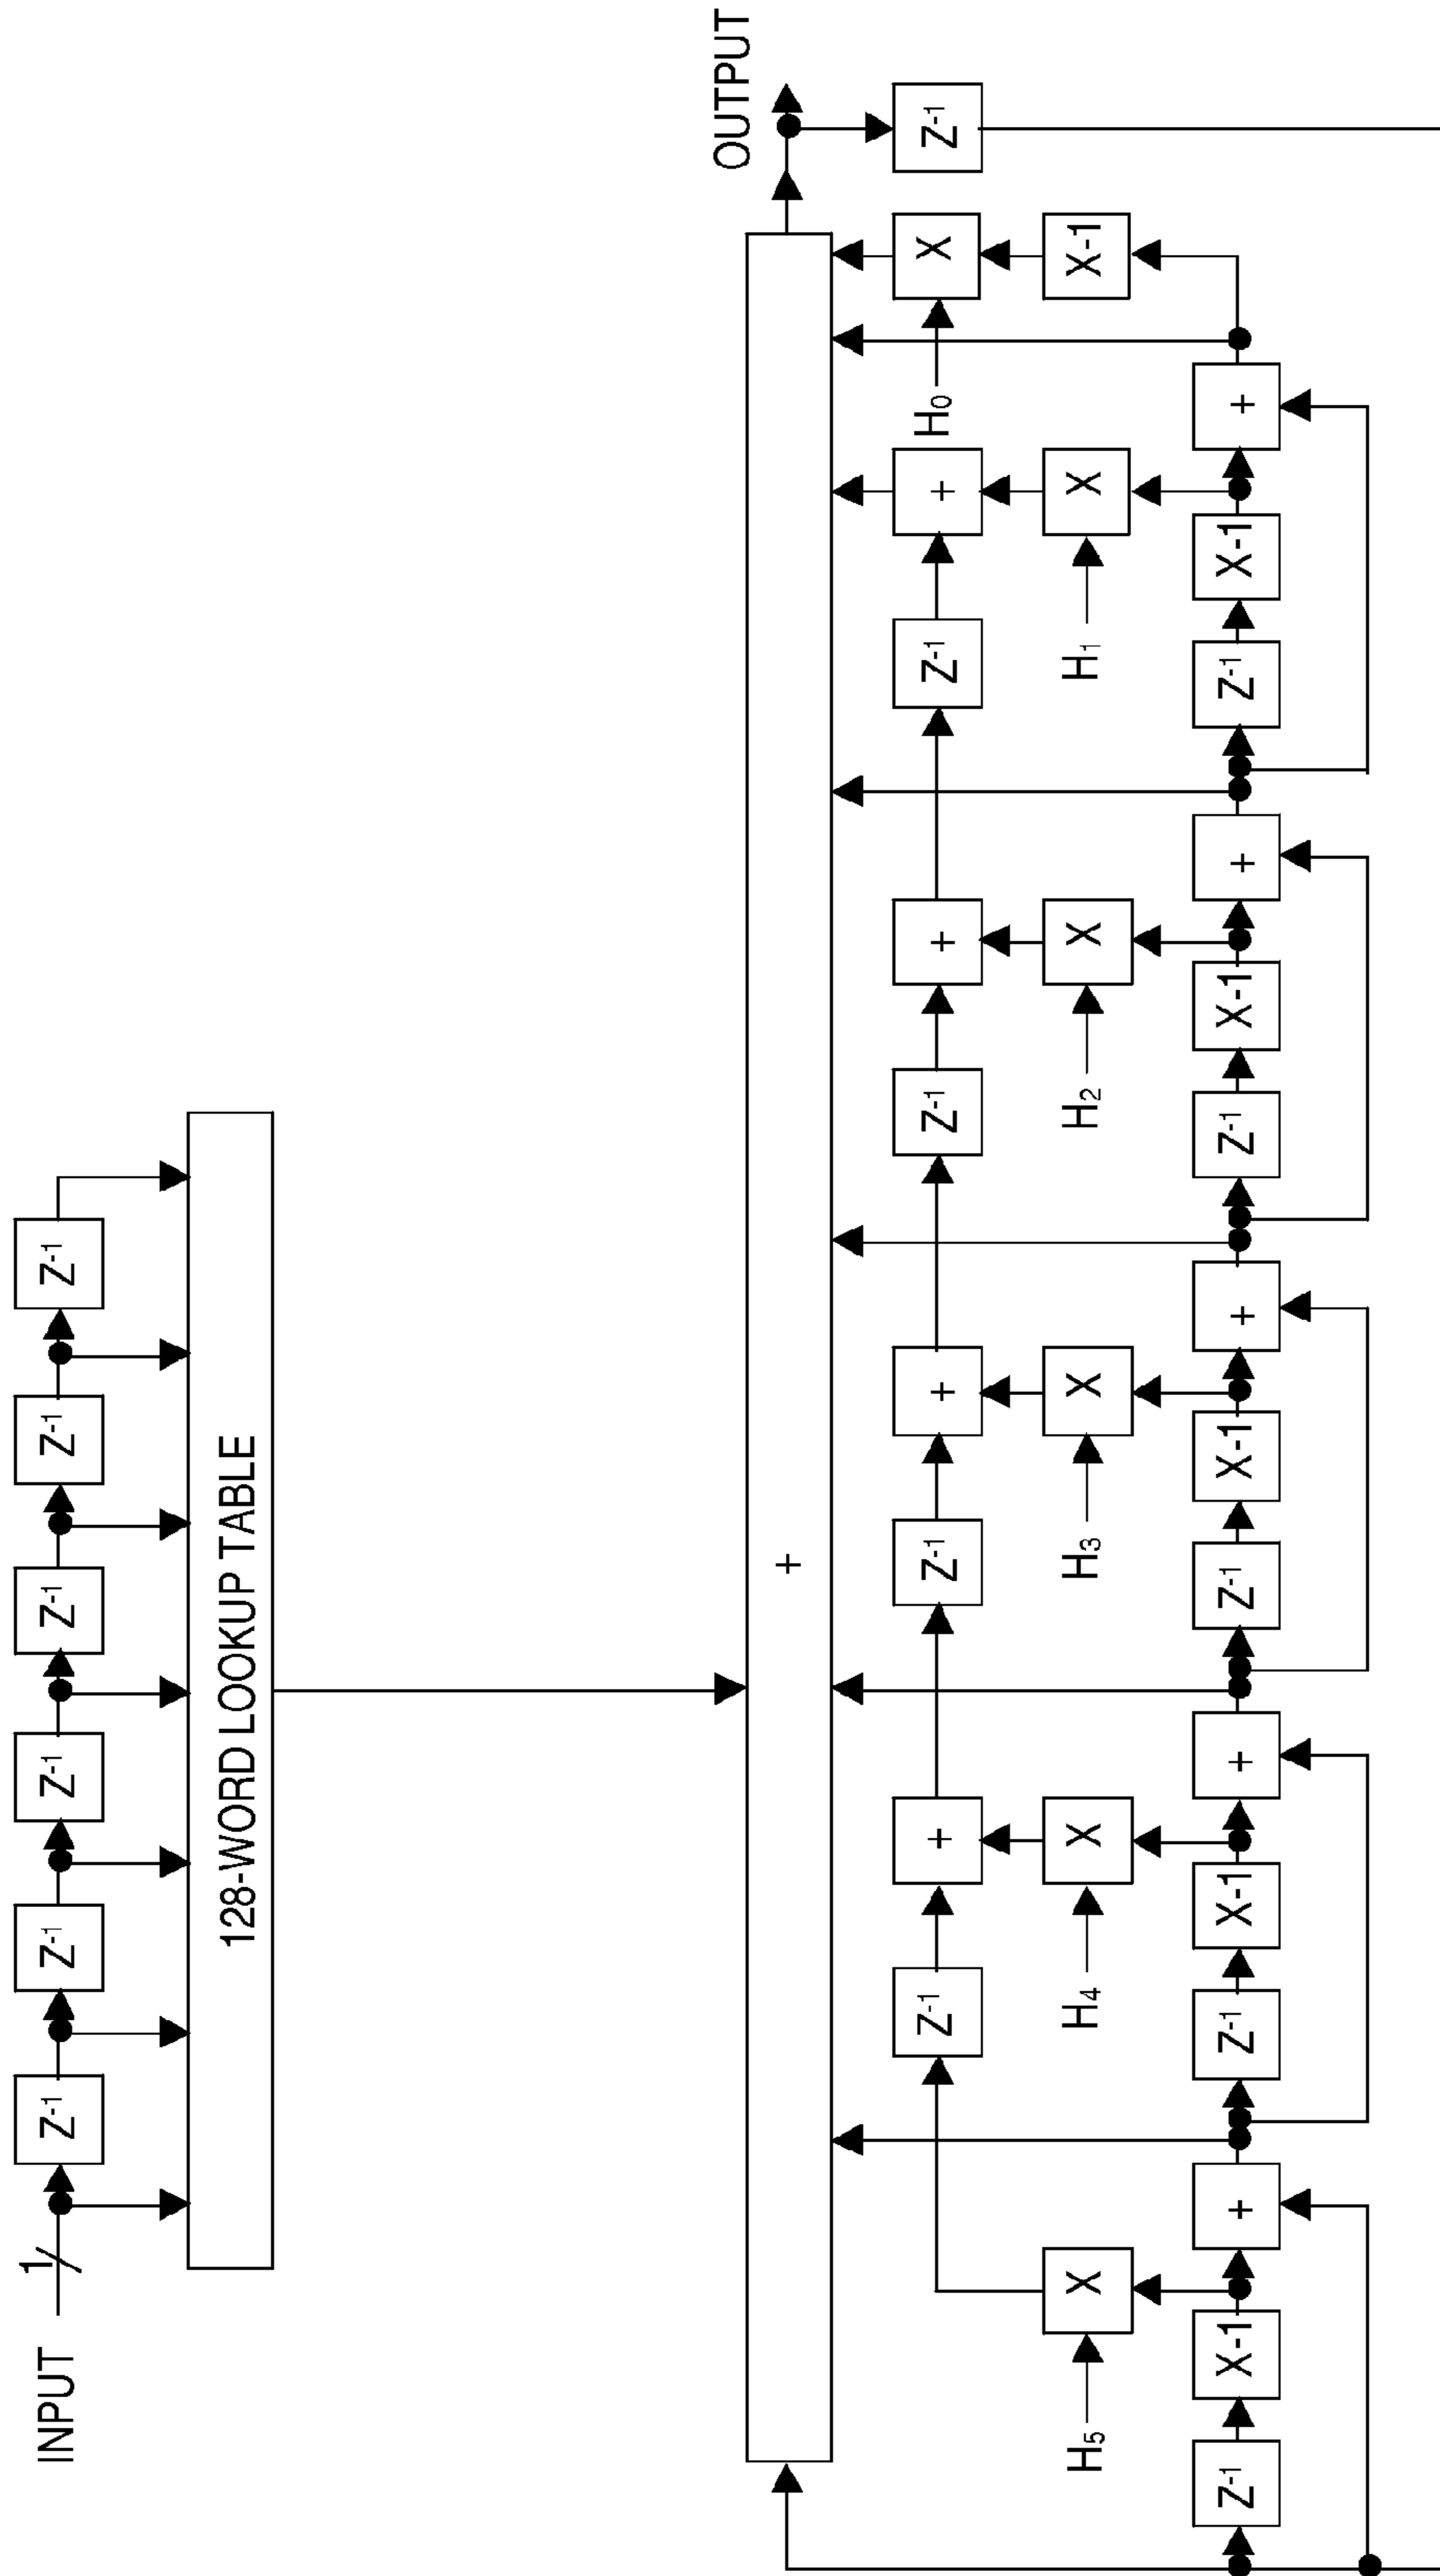 INPUT 1 Z⁻¹ Z⁻¹ Z⁻¹ Z⁻¹ Z⁻¹ Z⁻¹
128-WORD LOOKUP TABLE
OUTPUT
+
Z⁻¹ + Z⁻¹ + Z⁻¹ + Z⁻¹ + H₀ X Z⁻¹
H₅ X H₄ X H₃ X H₂ X H₁ X X-1
Z⁻¹ X-1 + Z⁻¹ X-1 + Z⁻¹ X-1 + Z⁻¹ X-1 + Z⁻¹ X-1 +